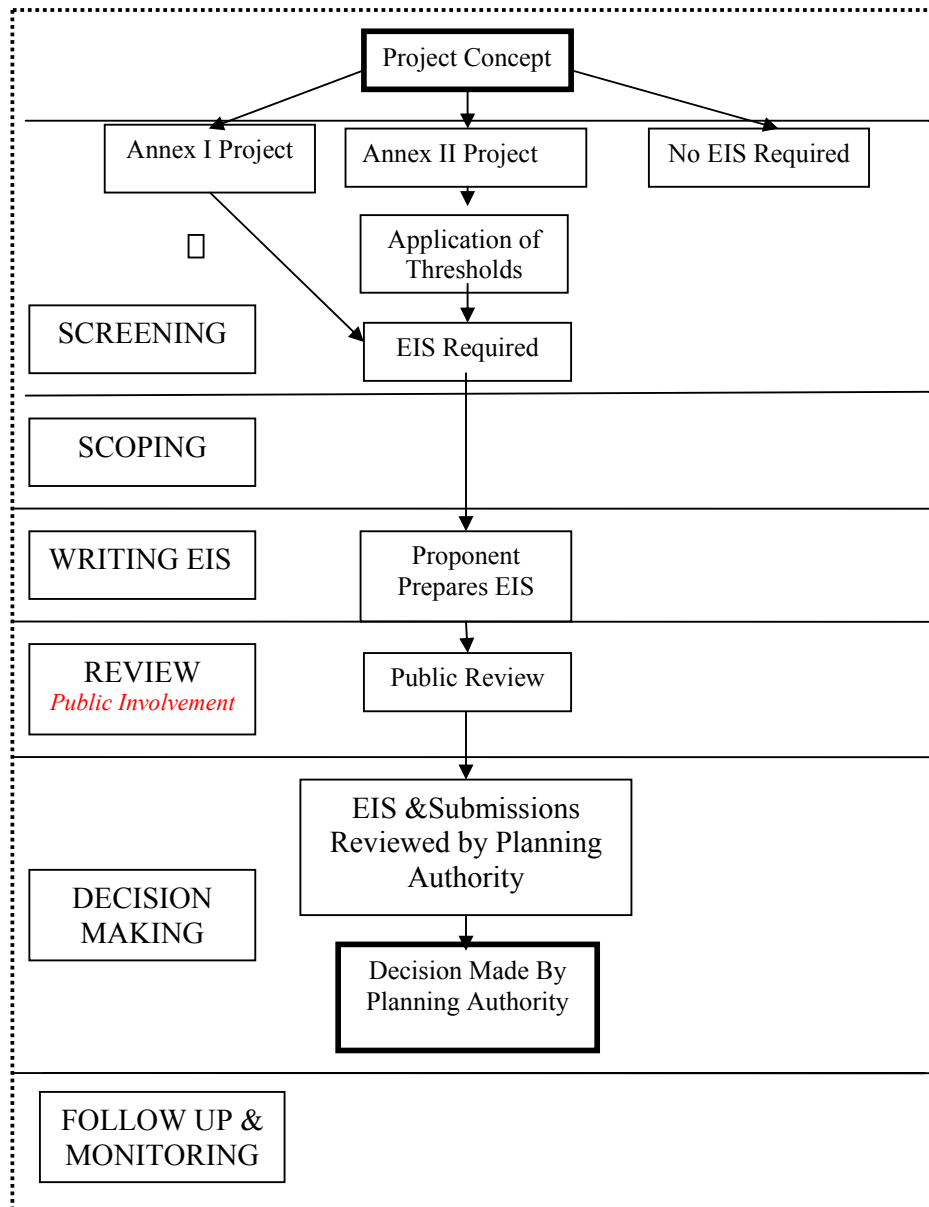 Project Concept
Annex I Project
Annex II Project
No EIS Required
Application of
Thresholds
SCREENING
EIS Required
SCOPING
WRITING EIS
Proponent
Prepares EIS
REVIEW
Public Involvement
Public Review
EIS &Submissions
Reviewed by Planning
Authority
DECISION
MAKING
Decision Made By
Planning Authority
FOLLOW UP &
MONITORING